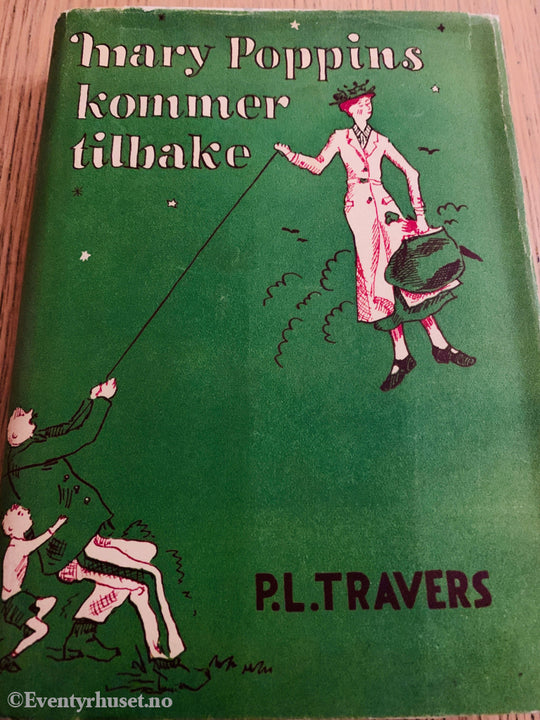 Mary Poppins
kommer
tilbake
P.L.TRAVERS
©Eventyrhuset.no